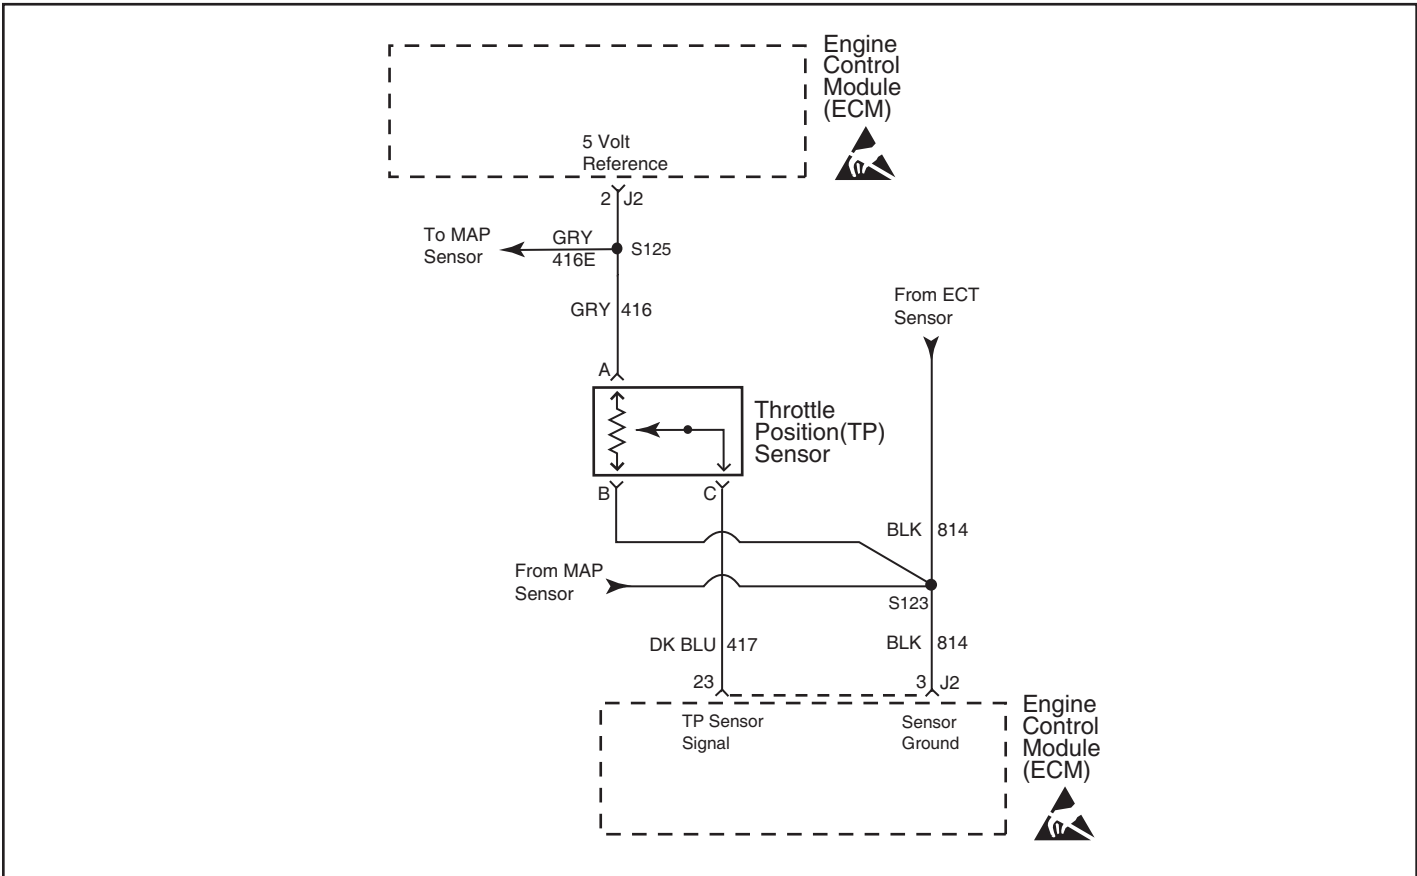 Engine
Control
Module
(ECM)
5 Volt
Reference
2 J2
To MAP
Sensor
GRY
416E
S125
GRY 416
From ECT
Sensor
A
Throttle
Position(TP)
Sensor
B C
BLK 814
From MAP
Sensor
S123
DK BLU 417
BLK 814
23
3 J2
TP Sensor
Signal
Sensor
Ground
Engine
Control
Module
(ECM)